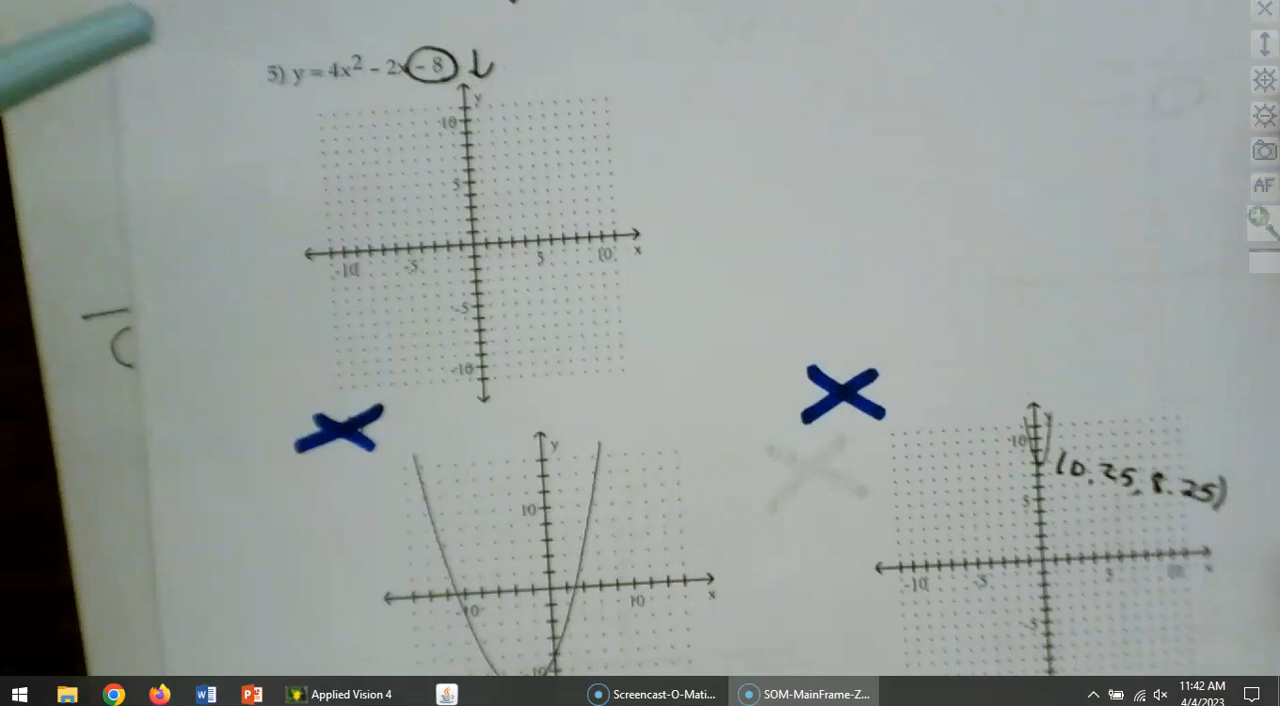 5) y = 4x² - 2x - 8 ↓
y
10
5
-10 -5 5 10 x
-5
-10
y
10
-10 10 x
-10
y
10
(0.25, 8.25)
5
-10 -5 5 10 x
-5
AF
Applied Vision 4
Screencast-O-Mati...
SOM-MainFrame-Z...
11:42 AM
4/4/2023